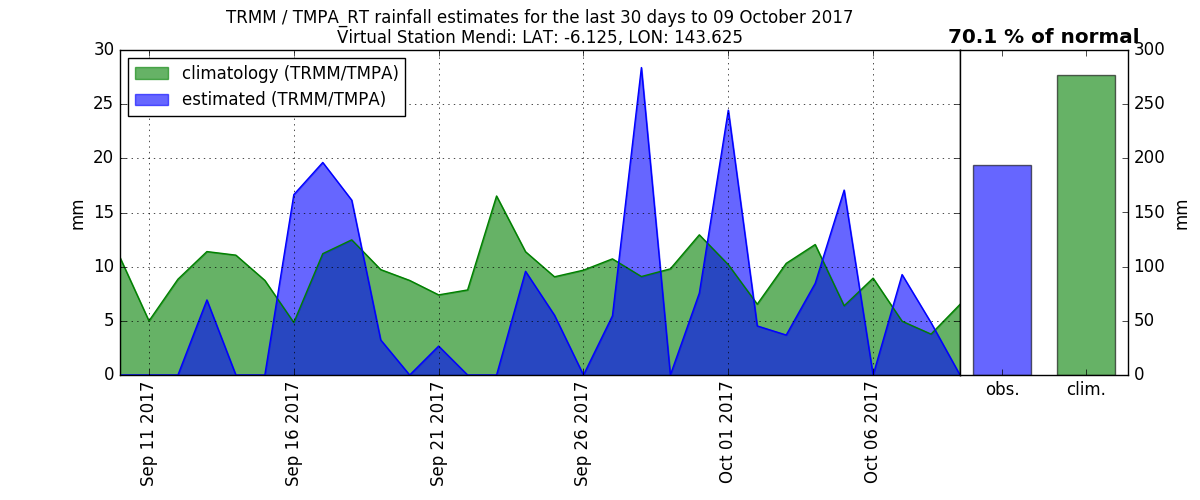 TRMM / TMPA_RT rainfall estimates for the last 30 days to 09 October 2017
Virtual Station Mendi: LAT: -6.125, LON: 143.625
70.1 % of normal
climatology (TRMM/TMPA)
estimated (TRMM/TMPA)
30
25
20
15
10
5
0
mm
Sep 11 2017
Sep 16 2017
Sep 21 2017
Sep 26 2017
Oct 01 2017
Oct 06 2017
obs.
clim.
300
250
200
150
100
50
0
mm